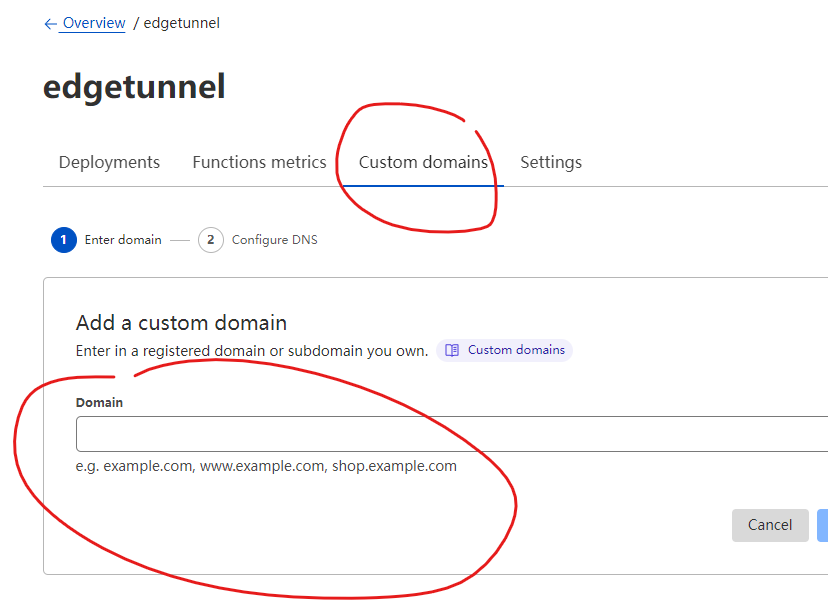 ← Overview / edgetunnel
edgetunnel
Deployments Functions metrics Custom domains Settings
1 Enter domain 2 Configure DNS
Add a custom domain
Enter in a registered domain or subdomain you own. Custom domains
Domain
e.g. example.com, www.example.com, shop.example.com
Cancel